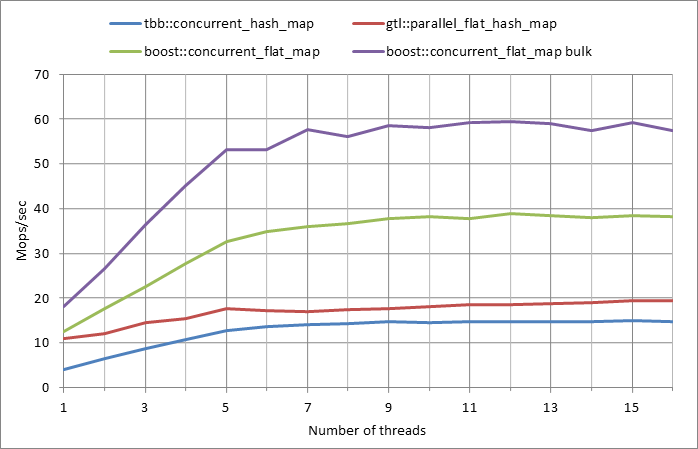 tbb::concurrent_hash_map gtl::parallel_flat_hash_map
boost::concurrent_flat_map boost::concurrent_flat_map bulk
70
60
50
40
30
20
10
0
Mops/sec
1 3 5 7 9 11 13 15
Number of threads